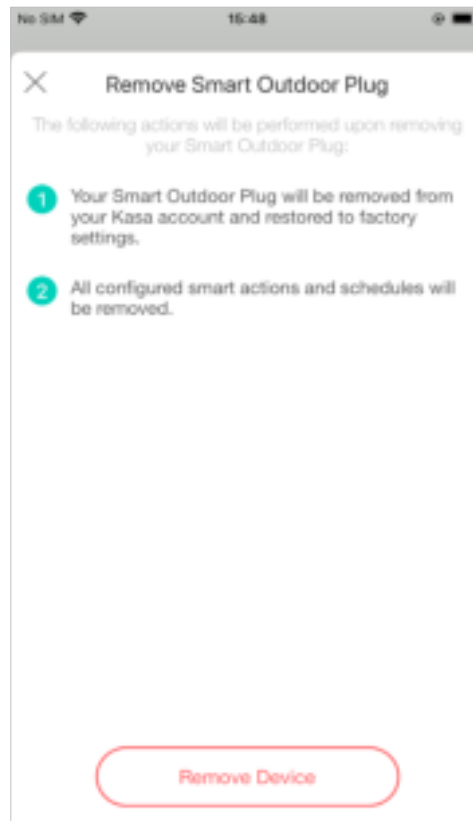 No SIM 15:48
Remove Smart Outdoor Plug
The following actions will be performed upon removing
your Smart Outdoor Plug:
1 Your Smart Outdoor Plug will be removed from
your Kasa account and restored to factory
settings.
2 All configured smart actions and schedules will
be removed.
Remove Device